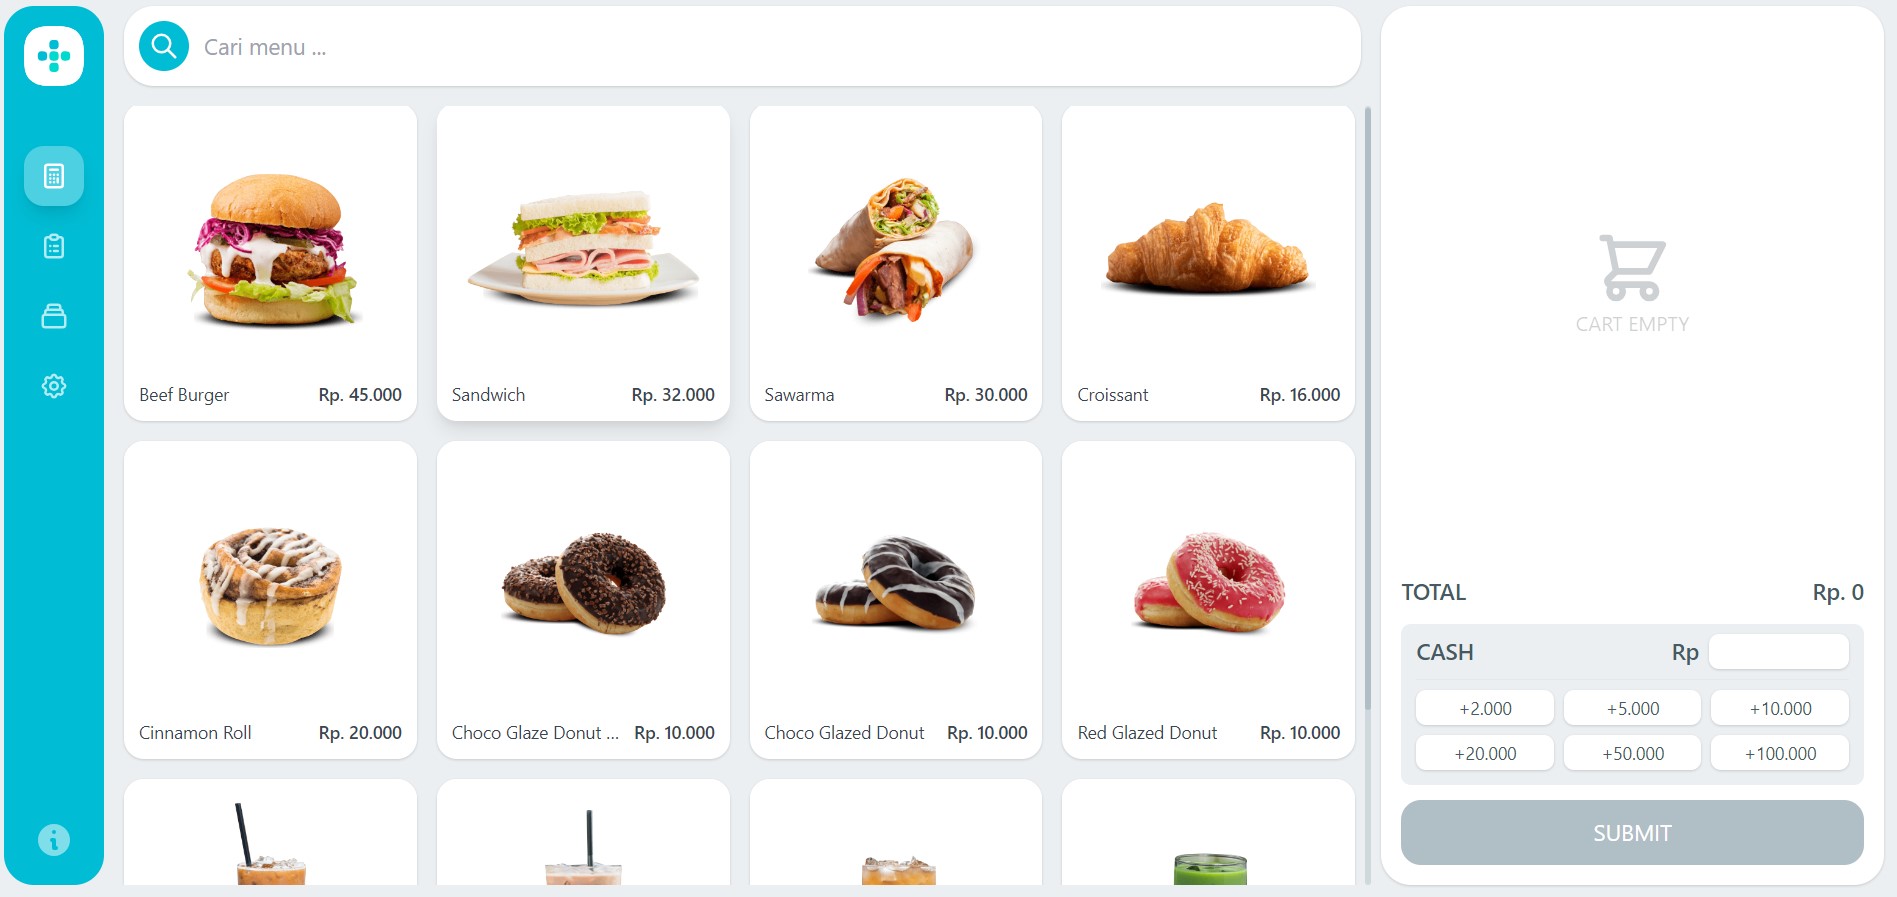 Cari menu ...
Beef Burger Rp. 45.000
Sandwich Rp. 32.000
Sawarma Rp. 30.000
Croissant Rp. 16.000
Cinnamon Roll Rp. 20.000
Choco Glaze Donut ... Rp. 10.000
Choco Glazed Donut Rp. 10.000
Red Glazed Donut Rp. 10.000
CART EMPTY
TOTAL Rp. 0
CASH Rp
+2.000 +5.000 +10.000
+20.000 +50.000 +100.000
SUBMIT